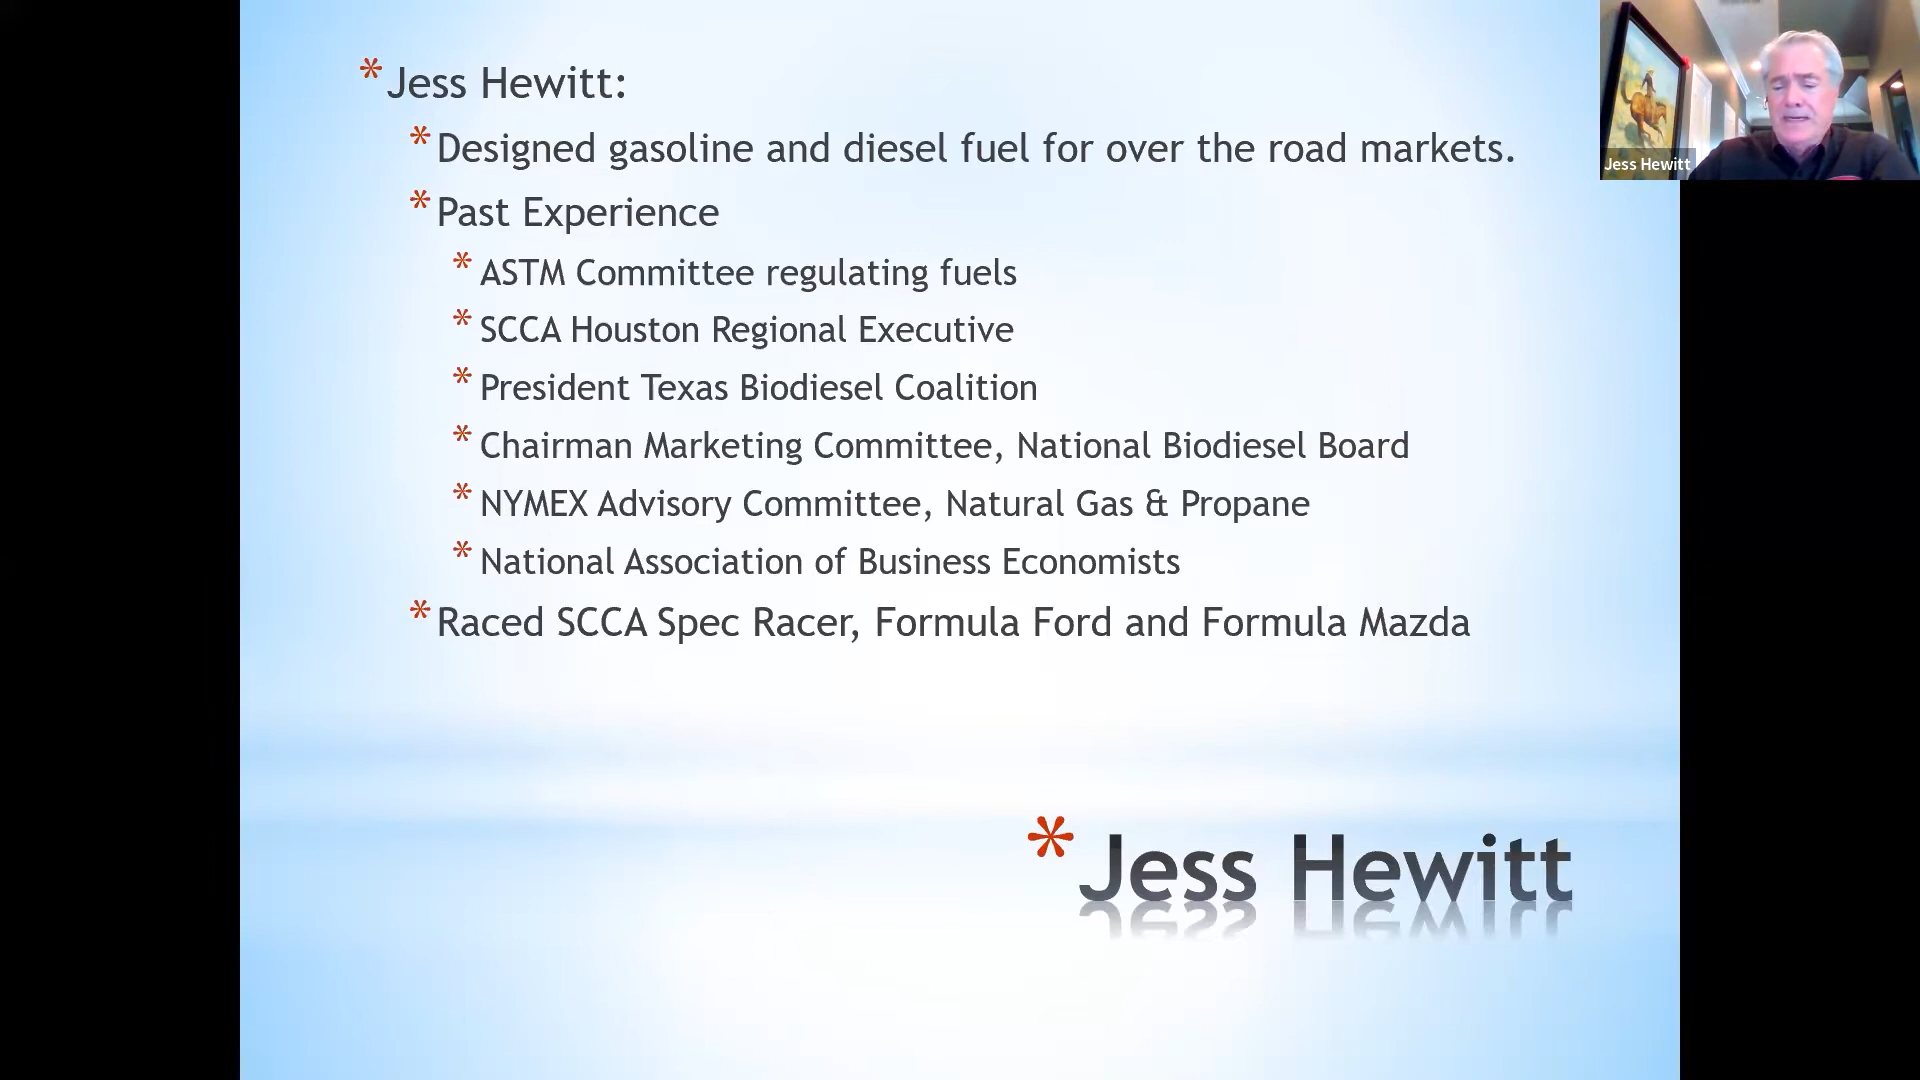 * Jess Hewitt:
* Designed gasoline and diesel fuel for over the road markets.
* Past Experience
* ASTM Committee regulating fuels
* SCCA Houston Regional Executive
* President Texas Biodiesel Coalition
* Chairman Marketing Committee, National Biodiesel Board
* NYMEX Advisory Committee, Natural Gas & Propane
* National Association of Business Economists
* Raced SCCA Spec Racer, Formula Ford and Formula Mazda
* Jess Hewitt
Jess Hewitt